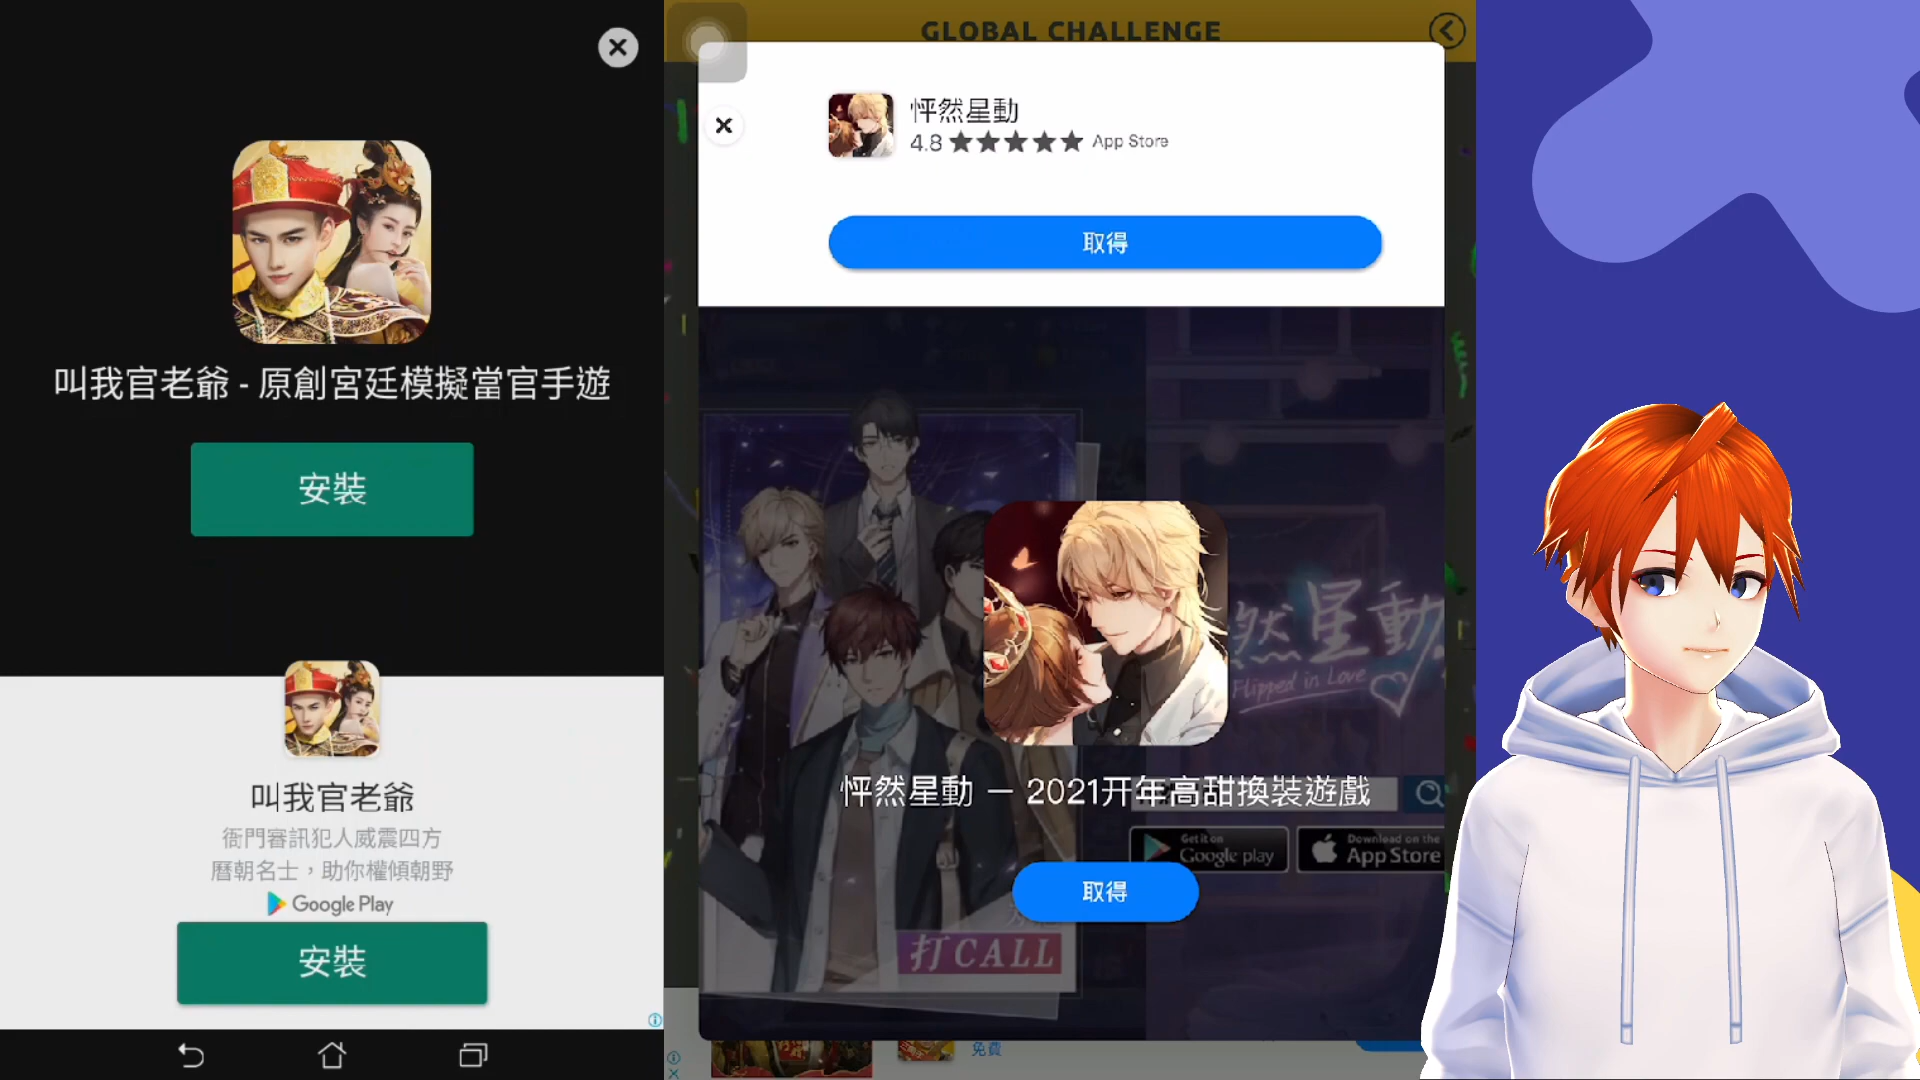 叫我官老爺 - 原創宮廷模擬當官手遊
安裝
叫我官老爺
衙門審訊犯人威震四方
曆朝名士，助你權傾朝野
Google Play
安裝
GLOBAL CHALLENGE
怦然星動
4.8 ★★★★★ App Store
取得
然星動
Flipped in Love
怦然星動 — 2021开年高甜換裝遊戲
Get it on
Google play
Download on the
App Store
取得
打CALL
免費